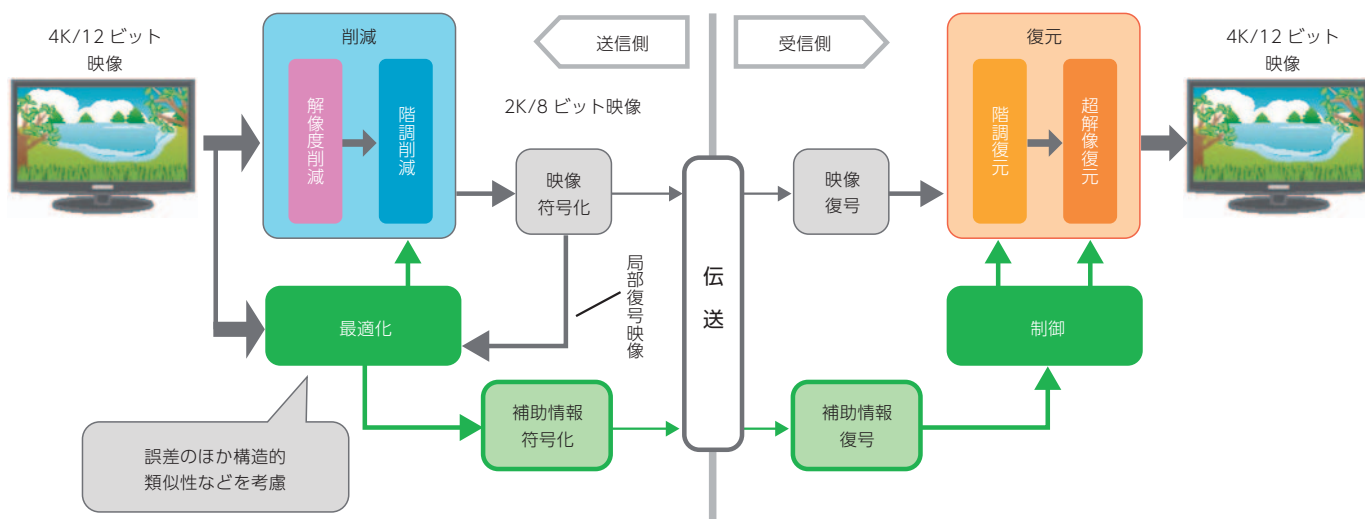 4K/12 ビット
映像
削減
解像度削減
階調削減
送信側
受信側
2K/8 ビット映像
映像
符号化
局部復号映像
最適化
誤差のほか構造的
類似性などを考慮
補助情報
符号化
伝送
映像
復号
補助情報
復号
復元
階調復元
超解像復元
制御
4K/12 ビット
映像